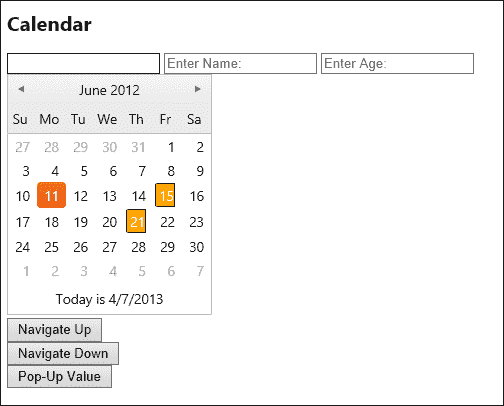 Calendar
Enter Name: Enter Age:
June 2012
Su Mo Tu We Th Fr Sa
27 28 29 30 31 1 2
3 4 5 6 7 8 9
10 11 12 13 14 15 16
17 18 19 20 21 22 23
24 25 26 27 28 29 30
1 2 3 4 5 6 7
Today is 4/7/2013
Navigate Up
Navigate Down
Pop-Up Value